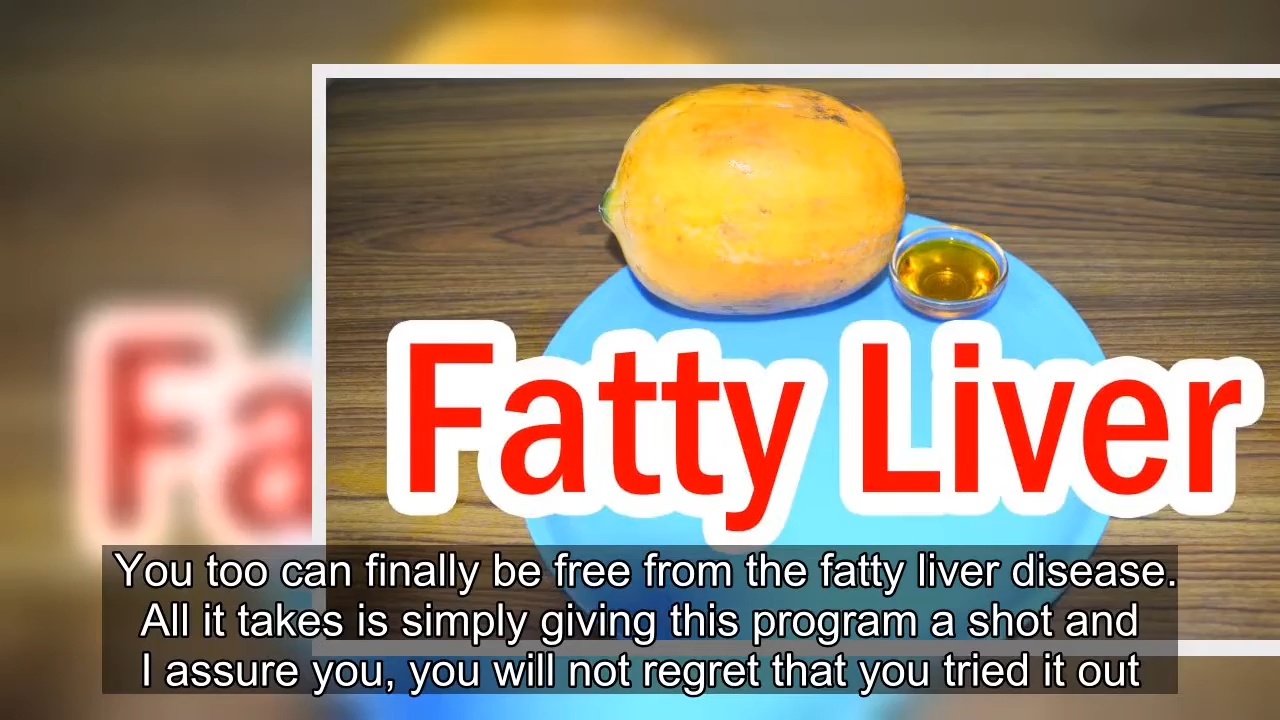 Fatty Liver
Fa
You too can finally be free from the fatty liver disease.
All it takes is simply giving this program a shot and
I assure you, you will not regret that you tried it out